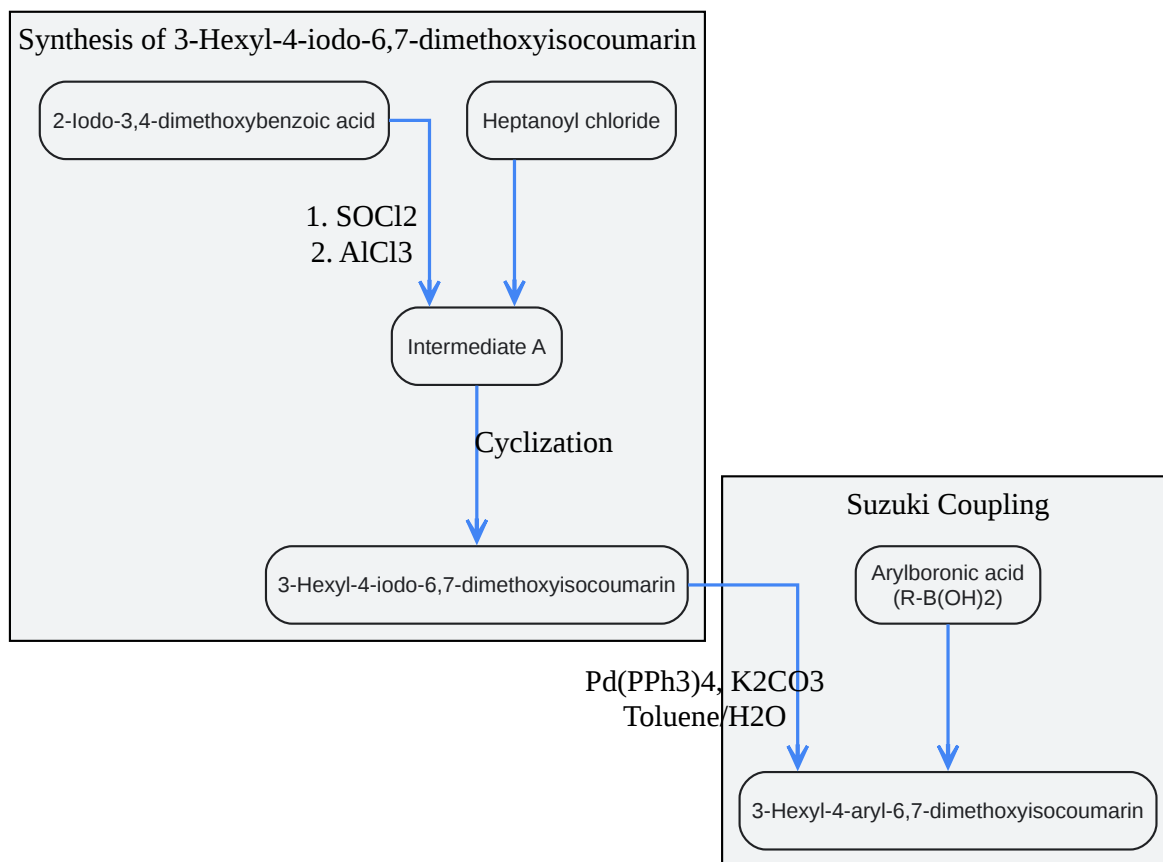 Synthesis of 3-Hexyl-4-iodo-6,7-dimethoxyisocoumarin
2-Iodo-3,4-dimethoxybenzoic acid
Heptanoyl chloride
1. SOCl2
2. AlCl3
Intermediate A
Cyclization
3-Hexyl-4-iodo-6,7-dimethoxyisocoumarin
Suzuki Coupling
Arylboronic acid
(R-B(OH)2)
Pd(PPh3)4, K2CO3
Toluene/H2O
3-Hexyl-4-aryl-6,7-dimethoxyisocoumarin